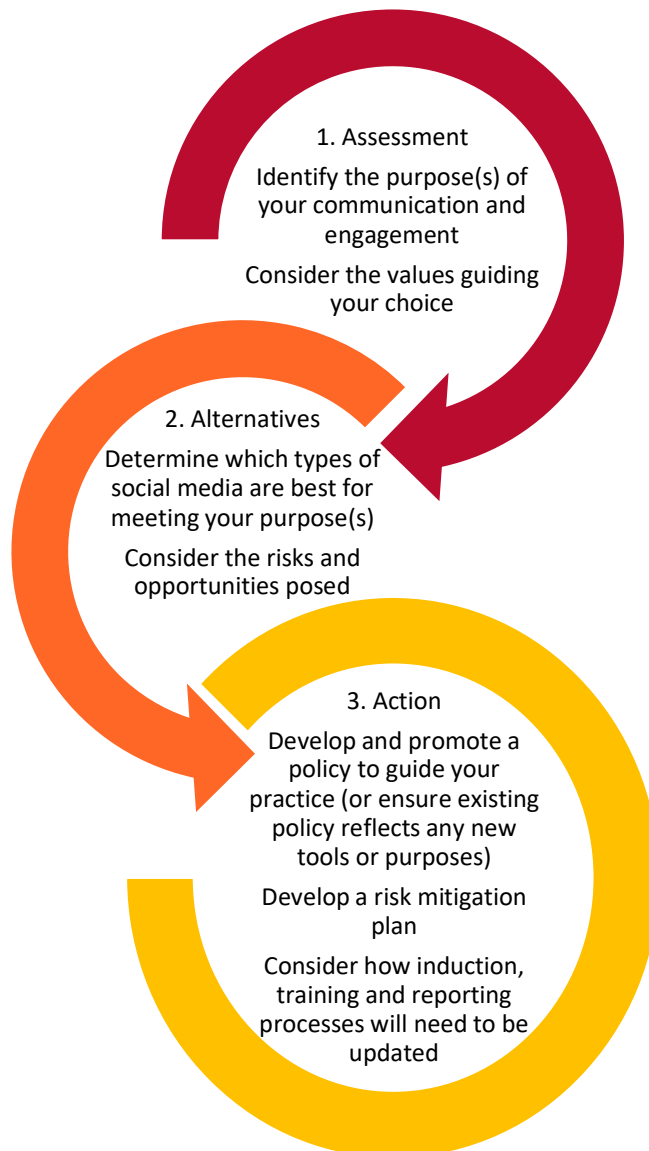 1. Assessment
Identify the purpose(s) of
your communication and
engagement
Consider the values guiding
your choice
2. Alternatives
Determine which types of
social media are best for
meeting your purpose(s)
Consider the risks and
opportunities posed
3. Action
Develop and promote a
policy to guide your
practice (or ensure existing
policy reflects any new
tools or purposes)
Develop a risk mitigation
plan
Consider how induction,
training and reporting
processes will need to be
updated